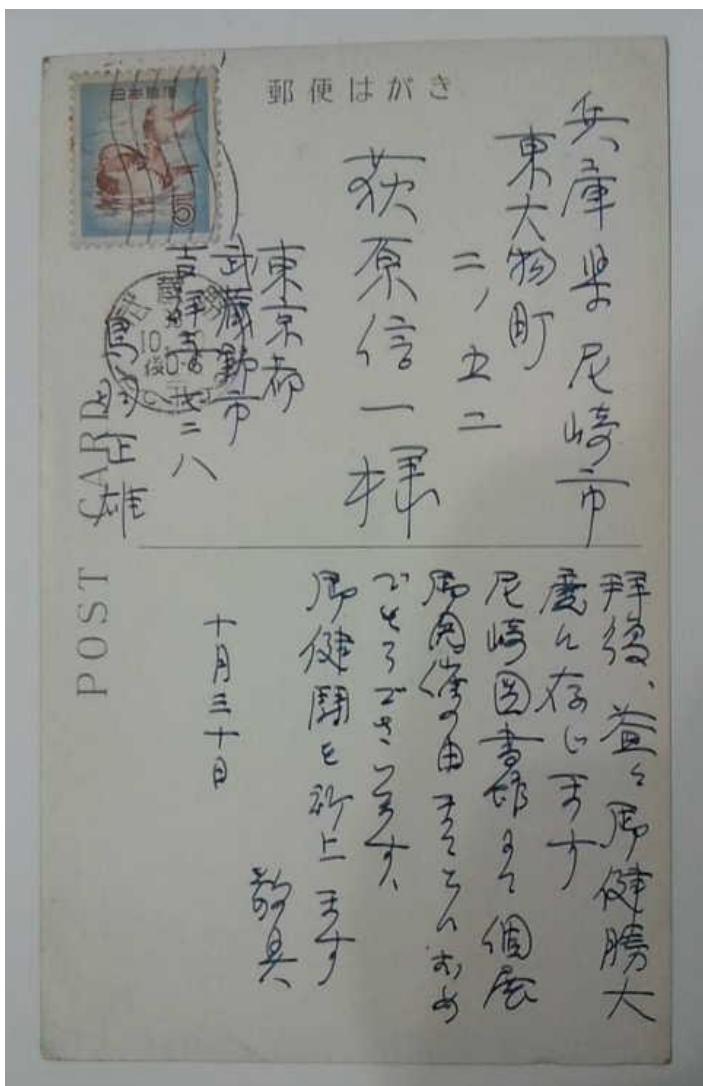 郵便はがき
日本郵便
5
兵庫県尼崎市
東大物町
二ノ五二
荻原信一様
東京都
武蔵野市
吉祥寺二八
正雄
武蔵野
POST CARD
拝復、益々御健勝大
慶に存じます
尼崎図書館にて個展
御開催の由まことにおめ
でとうございます、
御健闘を祈上ます
敬具
十月三十日